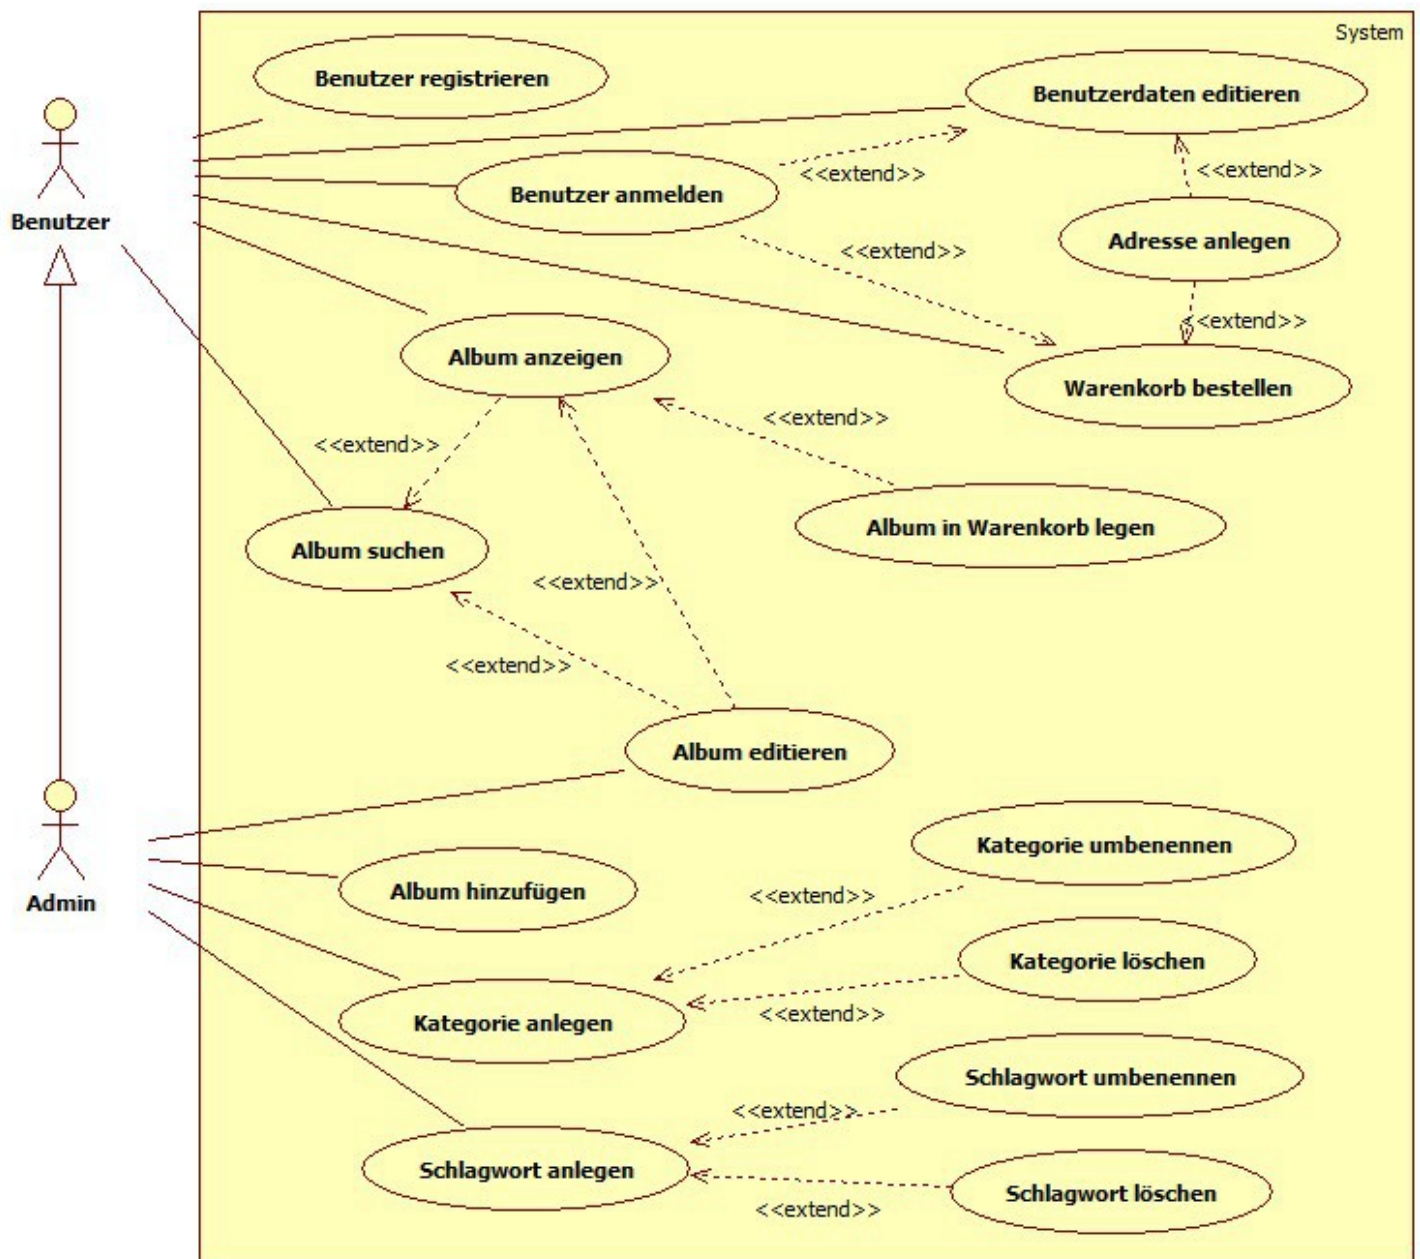 System
Benutzer registrieren
Benutzerdaten editieren
<<extend>>
<<extend>>
Benutzer anmelden
Benutzer
Adresse anlegen
<<extend>>
<<extend>>
Album anzeigen
Warenkorb bestellen
<<extend>>
<<extend>>
Album in Warenkorb legen
Album suchen
<<extend>>
<<extend>>
Album editieren
Kategorie umbenennen
Album hinzufügen
<<extend>>
Admin
Kategorie löschen
<<extend>>
Kategorie anlegen
Schlagwort umbenennen
<<extend>>
Schlagwort anlegen
Schlagwort löschen
<<extend>>